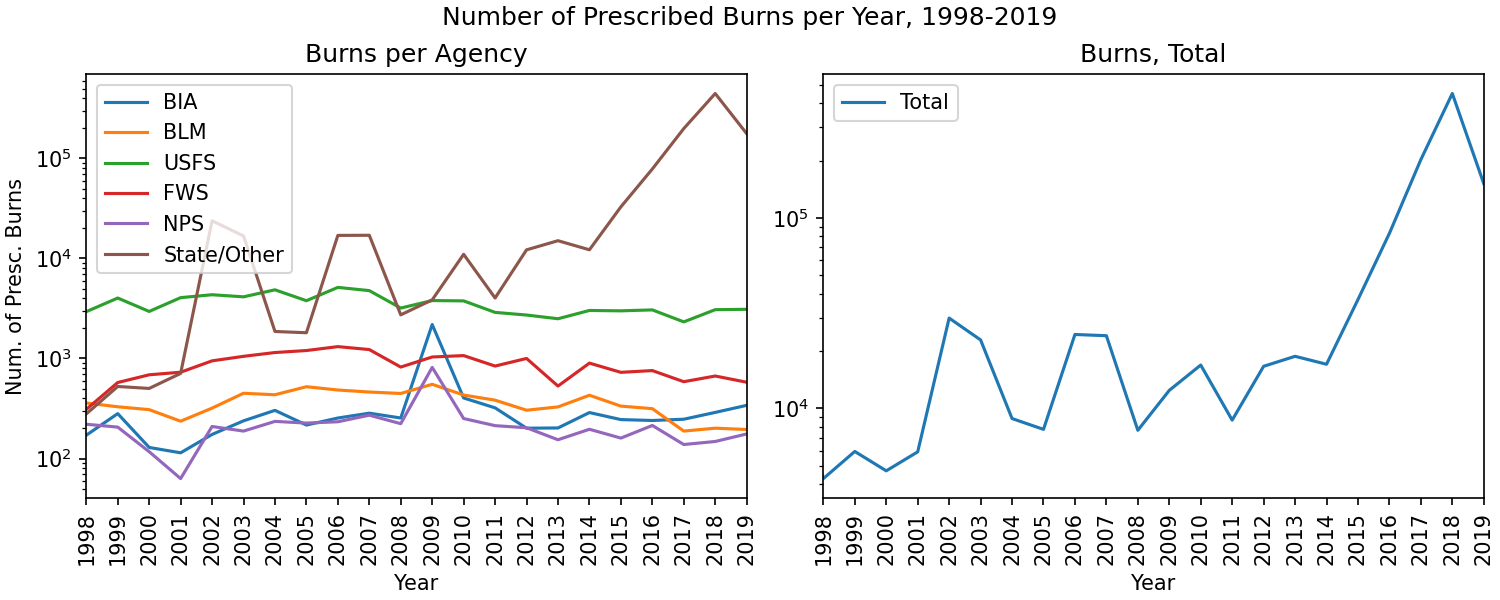 Number of Prescribed Burns per Year, 1998-2019
Burns per Agency
BIA
BLM
USFS
FWS
NPS
State/Other
10^5
10^4
10^3
10^2
Num. of Presc. Burns
1998 1999 2000 2001 2002 2003 2004 2005 2006 2007 2008 2009 2010 2011 2012 2013 2014 2015 2016 2017 2018 2019
Year
Burns, Total
Total
10^5
10^4
1998 1999 2000 2001 2002 2003 2004 2005 2006 2007 2008 2009 2010 2011 2012 2013 2014 2015 2016 2017 2018 2019
Year